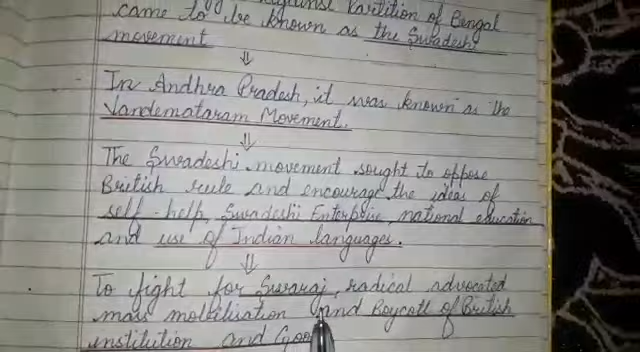 against Partition of Bengal
came to be known as the Swadeshi
movement
⇓
In Andhra Pradesh, it was known as the
Vandemataram Movement.
⇓
The Swadeshi movement sought to oppose
British rule and encourage the ideas of
self-help, Swadeshi Enterprise, national education
and use of Indian languages.
⇓
To fight for Swaraj, radical advocated
mass mobilisation and Boycott of British
institution and